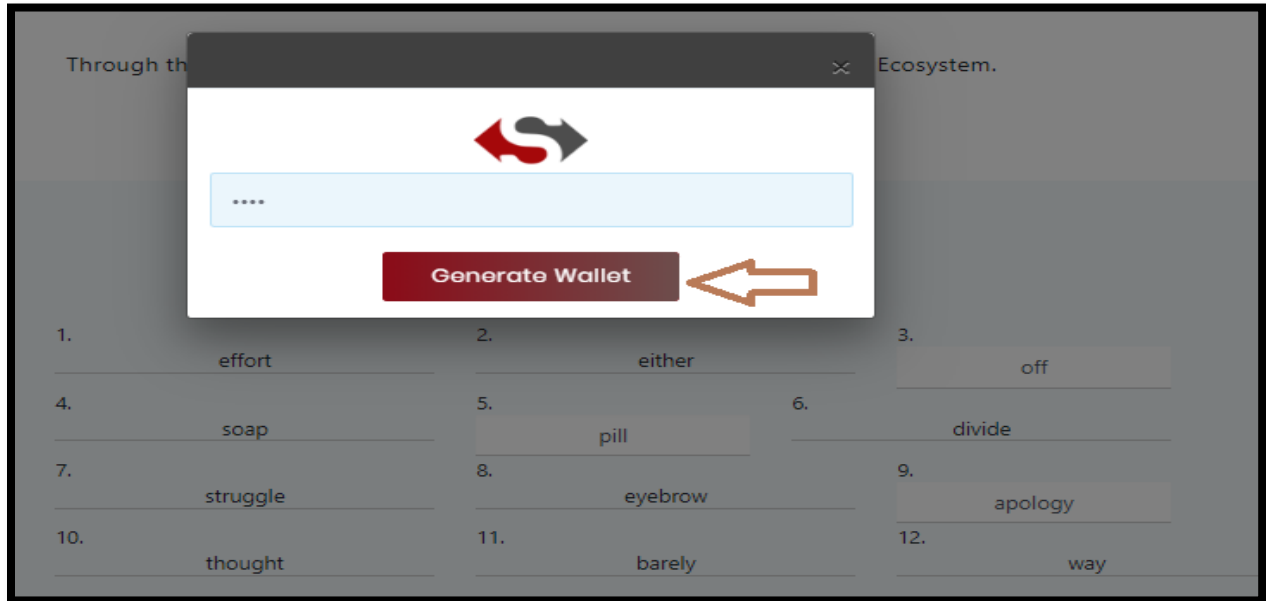 Through th
Ecosystem.
×
••••
Generate Wallet
1. effort
2. either
3. off
4. soap
5. pill
6. divide
7. struggle
8. eyebrow
9. apology
10. thought
11. barely
12. way